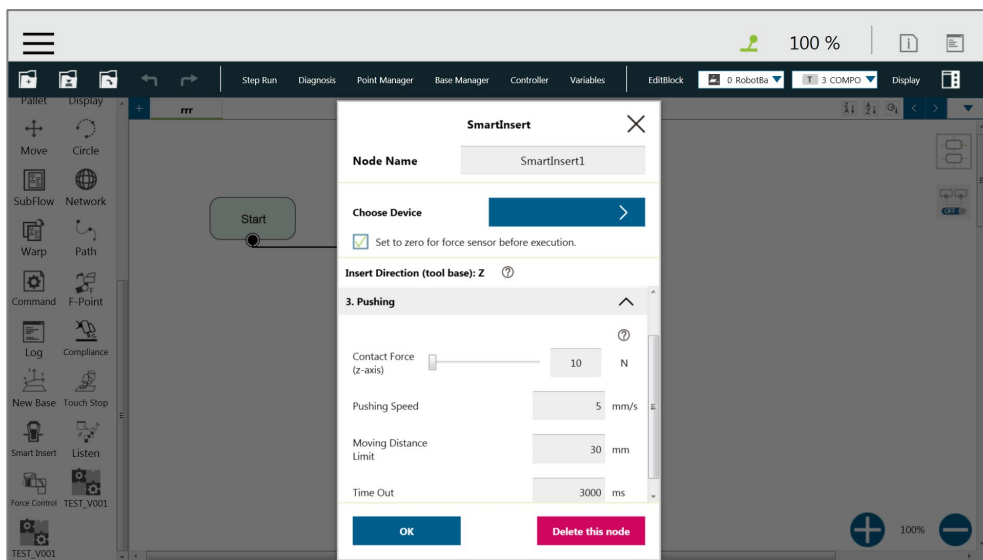 100 %
Step Run Diagnosis Point Manager Base Manager Controller Variables EditBlock 0 RobotBa T 3 COMPO Display
Pallet Display
rrr
Move Circle
SubFlow Network
Warp Path
Command F-Point
Log Compliance
New Base Touch Stop
Smart Insert Listen
Force Control TEST_V001
TEST_V001
Start
SmartInsert
Node Name SmartInsert1
Choose Device
Set to zero for force sensor before execution.
Insert Direction (tool base): Z
3. Pushing
Contact Force
(z-axis) 10 N
Pushing Speed 5 mm/s
Moving Distance
Limit 30 mm
Time Out 3000 ms
OK Delete this node
OFF
100%